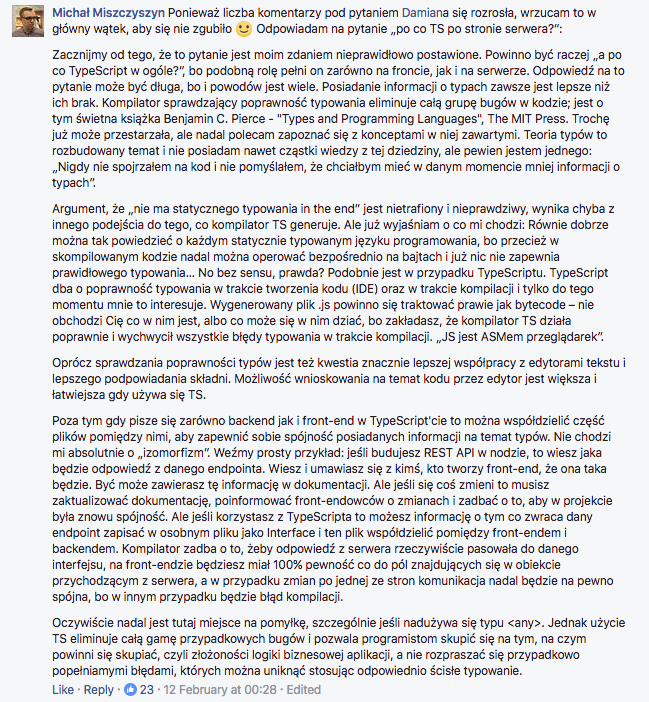 Michał Miszczyszyn Ponieważ liczba komentarzy pod pytaniem Damiana się rozrosła, wrzucam to w
główny wątek, aby się nie zgubiło 🙂 Odpowiadam na pytanie „po co TS po stronie serwera?”:
Zacznijmy od tego, że to pytanie jest moim zdaniem nieprawidłowo postawione. Powinno być raczej „a po
co TypeScript w ogóle?”, bo podobną rolę pełni on zarówno na froncie, jak i na serwerze. Odpowiedź na to
pytanie może być długa, bo i powodów jest wiele. Posiadanie informacji o typach zawsze jest lepsze niż
ich brak. Kompilator sprawdzający poprawność typowania eliminuje całą grupę bugów w kodzie; jest o
tym świetna książka Benjamin C. Pierce - "Types and Programming Languages", The MIT Press. Trochę
już może przestarzała, ale nadal polecam zapoznać się z konceptami w niej zawartymi. Teoria typów to
rozbudowany temat i nie posiadam nawet cząstki wiedzy z tej dziedziny, ale pewien jestem jednego:
„Nigdy nie spojrzałem na kod i nie pomyślałem, że chciałbym mieć w danym momencie mniej informacji o
typach”.
Argument, że „nie ma statycznego typowania in the end” jest nietrafiony i nieprawdziwy, wynika chyba z
innego podejścia do tego, co kompilator TS generuje. Ale już wyjaśniam o co mi chodzi: Równie dobrze
można tak powiedzieć o każdym statycznie typowanym języku programowania, bo przecież w
skompilowanym kodzie nadal można operować bezpośrednio na bajtach i już nic nie zapewnia
prawidłowego typowania... No bez sensu, prawda? Podobnie jest w przypadku TypeScriptu. TypeScript
dba o poprawność typowania w trakcie tworzenia kodu (IDE) oraz w trakcie kompilacji i tylko do tego
momentu mnie to interesuje. Wygenerowany plik .js powinno się traktować prawie jak bytecode – nie
obchodzi Cię co w nim jest, albo co może się w nim dziać, bo zakładasz, że kompilator TS działa
poprawnie i wychwycił wszystkie błędy typowania w trakcie kompilacji. „JS jest ASMem przeglądarek”.
Oprócz sprawdzania poprawności typów jest też kwestia znacznie lepszej współpracy z edytorami tekstu i
lepszego podpowiadania składni. Możliwość wnioskowania na temat kodu przez edytor jest większa i
łatwiejsza gdy używa się TS.
Poza tym gdy pisze się zarówno backend jak i front-end w TypeScript'cie to można współdzielić część
plików pomiędzy nimi, aby zapewnić sobie spójność posiadanych informacji na temat typów. Nie chodzi
mi absolutnie o „izomorfizm”. Weźmy prosty przykład: jeśli budujesz REST API w nodzie, to wiesz jaka
będzie odpowiedź z danego endpointa. Wiesz i umawiasz się z kimś, kto tworzy front-end, że ona taka
będzie. Być może zawierasz tę informację w dokumentacji. Ale jeśli się coś zmieni to musisz
zaktualizować dokumentację, poinformować front-endowców o zmianach i zadbać o to, aby w projekcie
była znowu spójność. Ale jeśli korzystasz z TypeScripta to możesz informację o tym co zwraca dany
endpoint zapisać w osobnym pliku jako Interface i ten plik współdzielić pomiędzy front-endem i
backendem. Kompilator zadba o to, żeby odpowiedź z serwera rzeczywiście pasowała do danego
interfejsu, na front-endzie będziesz miał 100% pewność co do pól znajdujących się w obiekcie
przychodzącym z serwera, a w przypadku zmian po jednej ze stron komunikacja nadal będzie na pewno
spójna, bo w innym przypadku będzie błąd kompilacji.
Oczywiście nadal jest tutaj miejsce na pomyłkę, szczególnie jeśli nadużywa się typu <any>. Jednak użycie
TS eliminuje całą gamę przypadkowych bugów i pozwala programistom skupić się na tym, na czym
powinni się skupiać, czyli złożoności logiki biznesowej aplikacji, a nie rozpraszać się przypadkowo
popełniamymi błędami, których można uniknąć stosując odpowiednio ścisłe typowanie.
Like · Reply · 23 · 12 February at 00:28 · Edited